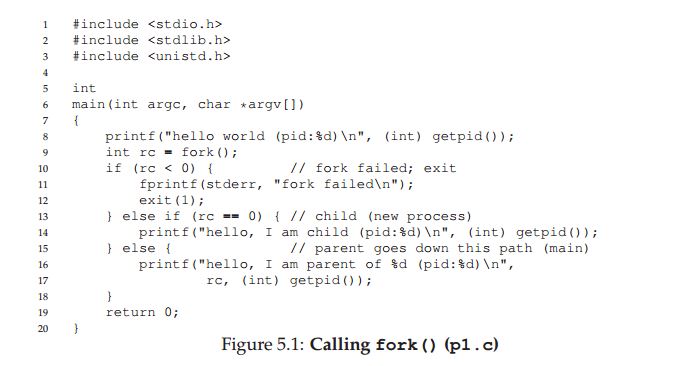 1 #include <stdio.h>
2 #include <stdlib.h>
3 #include <unistd.h>
4
5 int
6 main(int argc, char *argv[])
7 {
8     printf("hello world (pid:%d)\n", (int) getpid());
9     int rc = fork();
10     if (rc < 0) {         // fork failed; exit
11         fprintf(stderr, "fork failed\n");
12         exit(1);
13     } else if (rc == 0) { // child (new process)
14         printf("hello, I am child (pid:%d)\n", (int) getpid());
15     } else {              // parent goes down this path (main)
16         printf("hello, I am parent of %d (pid:%d)\n",
17                 rc, (int) getpid());
18     }
19     return 0;
20 }
Figure 5.1: Calling fork() (p1.c)